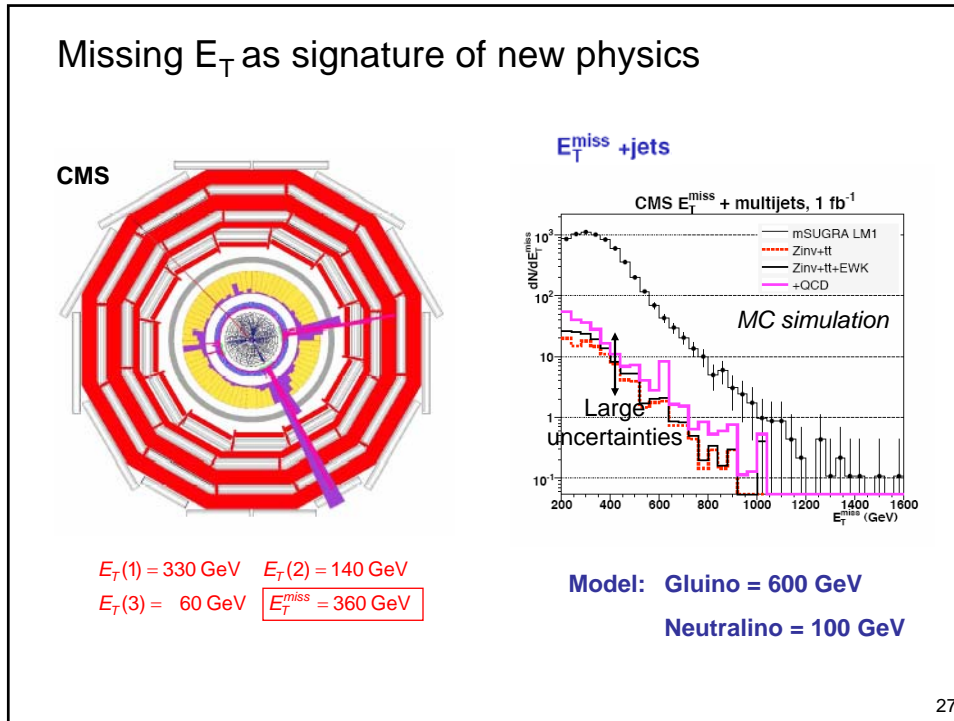 Missing E_T as signature of new physics
CMS
E_T(1) = 330 GeV E_T(2) = 140 GeV
E_T(3) = 60 GeV E_T^miss = 360 GeV
E_T^miss +jets
CMS E_T^miss + multijets, 1 fb^-1
dN/dE_T^miss
10^3
10^2
10
1
10^-1
mSUGRA LM1
Zinv+tt
Zinv+tt+EWK
+QCD
MC simulation
Large
uncertainties
200 400 600 800 1000 1200 1400 1600
E_T^miss (GeV)
Model: Gluino = 600 GeV
Neutralino = 100 GeV
27